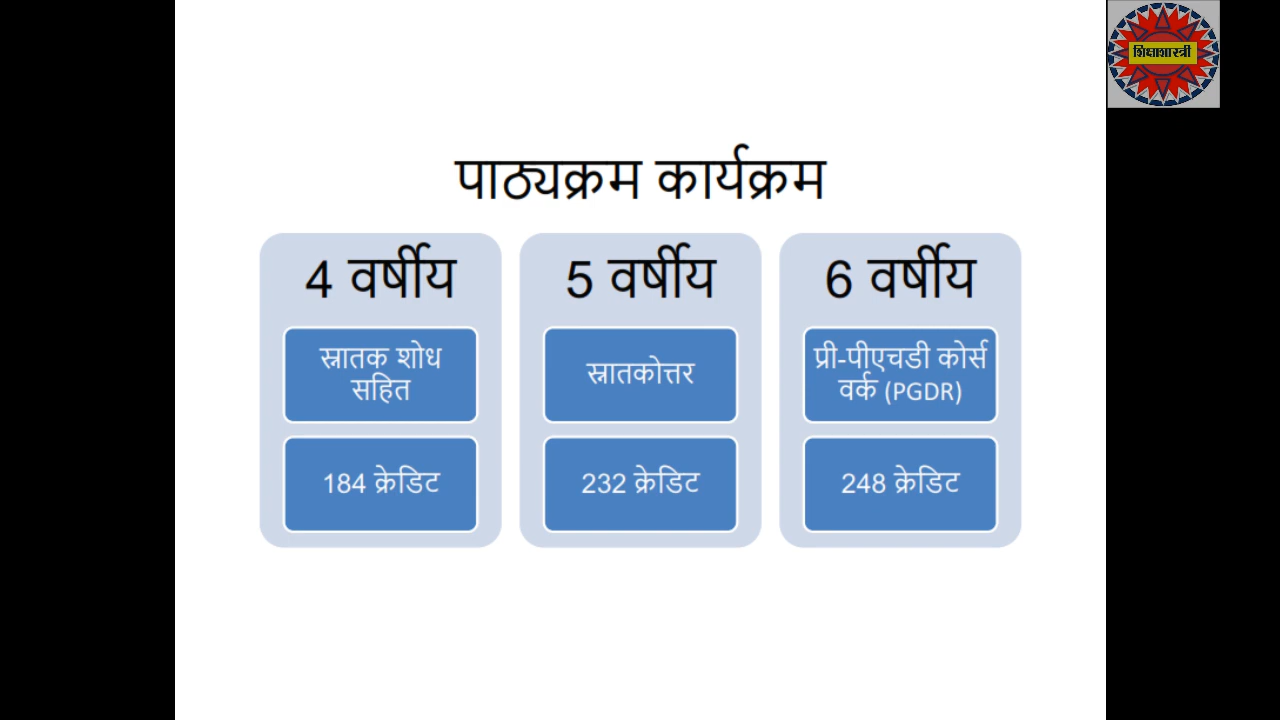 शिक्षाशास्त्री
पाठ्यक्रम कार्यक्रम
4 वर्षीय
स्नातक शोध
सहित
184 क्रेडिट
5 वर्षीय
स्नातकोत्तर
232 क्रेडिट
6 वर्षीय
प्री-पीएचडी कोर्स
वर्क (PGDR)
248 क्रेडिट